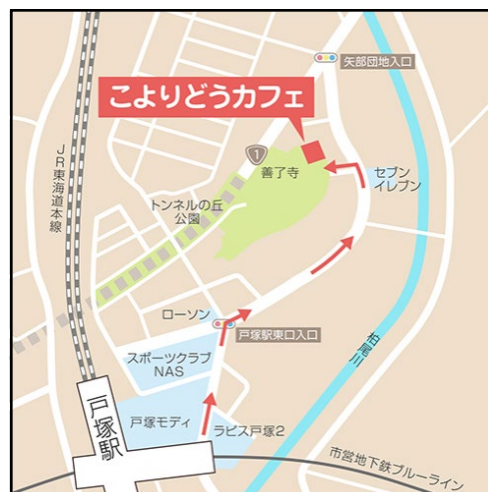 矢部団地入口
こよりどうカフェ
JR東海道本線
1
善了寺
セブン
イレブン
トンネルの丘
公園
ローソン
戸塚駅東口入口
柏尾川
スポーツクラブ
NAS
戸塚駅
戸塚モディ
ラピス戸塚2
市営地下鉄ブルーライン